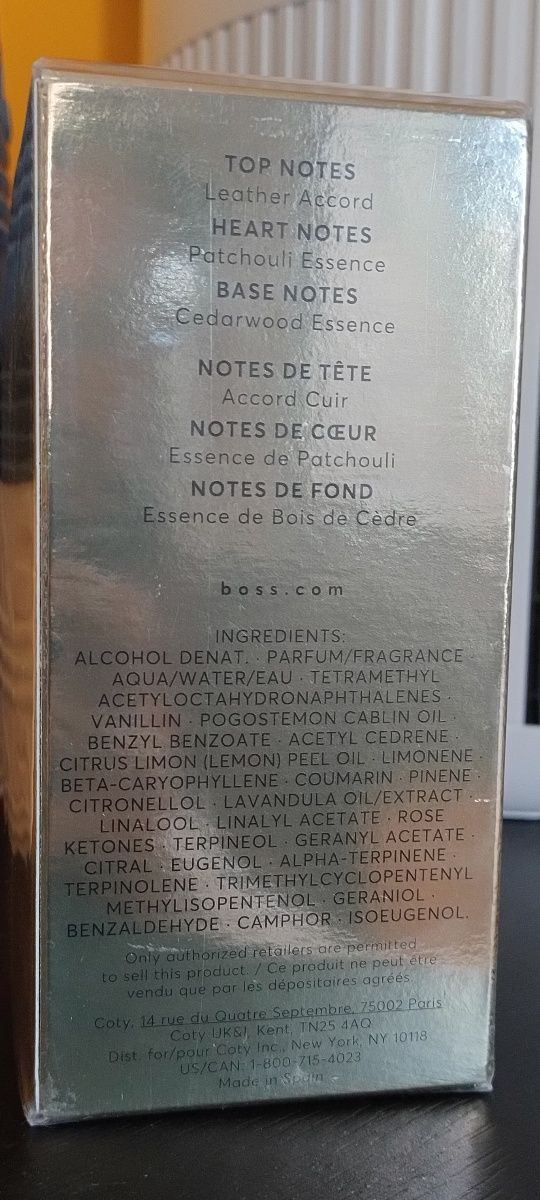 TOP NOTES
Leather Accord
HEART NOTES
Patchouli Essence
BASE NOTES
Cedarwood Essence
NOTES DE TÊTE
Accord Cuir
NOTES DE CŒUR
Essence de Patchouli
NOTES DE FOND
Essence de Bois de Cèdre
boss.com
INGREDIENTS:
ALCOHOL DENAT. · PARFUM/FRAGRANCE ·
AQUA/WATER/EAU · TETRAMETHYL
ACETYLOCTAHYDRONAPHTHALENES ·
VANILLIN · POGOSTEMON CABLIN OIL ·
BENZYL BENZOATE · ACETYL CEDRENE ·
CITRUS LIMON (LEMON) PEEL OIL · LIMONENE ·
BETA-CARYOPHYLLENE · COUMARIN · PINENE ·
CITRONELLOL · LAVANDULA OIL/EXTRACT ·
LINALOOL · LINALYL ACETATE · ROSE
KETONES · TERPINEOL · GERANYL ACETATE ·
CITRAL · EUGENOL · ALPHA-TERPINENE ·
TERPINOLENE · TRIMETHYLCYCLOPENTENYL
METHYLISOPENTENOL · GERANIOL ·
BENZALDEHYDE · CAMPHOR · ISOEUGENOL.
Only authorized retailers are permitted
to sell this product. / Ce produit ne peut être
vendu que par les dépositaires agréés.
Coty, 14 rue du Quatre Septembre, 75002 Paris
Coty UK&I, Kent, TN25 4AQ
Dist. for/pour Coty Inc., New York, NY 10118
US/CAN: 1-800-715-4023
Made in Spain